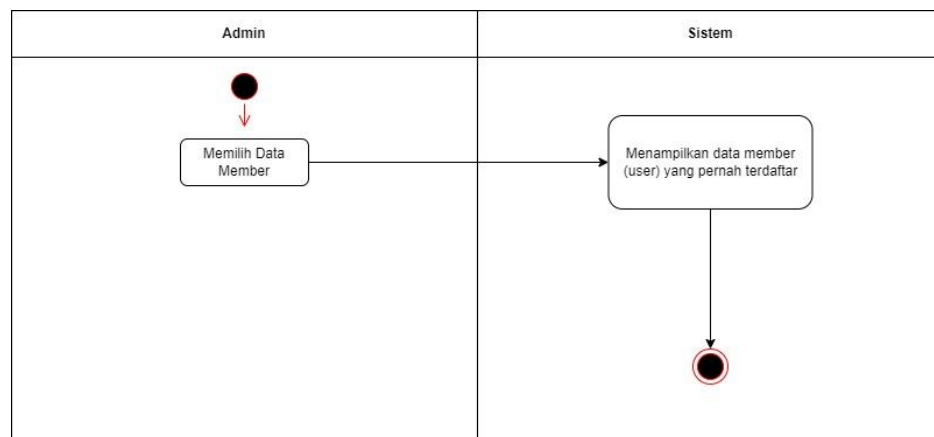 Admin
Sistem
Memilih Data
Member
Menampilkan data member
(user) yang pernah terdaftar